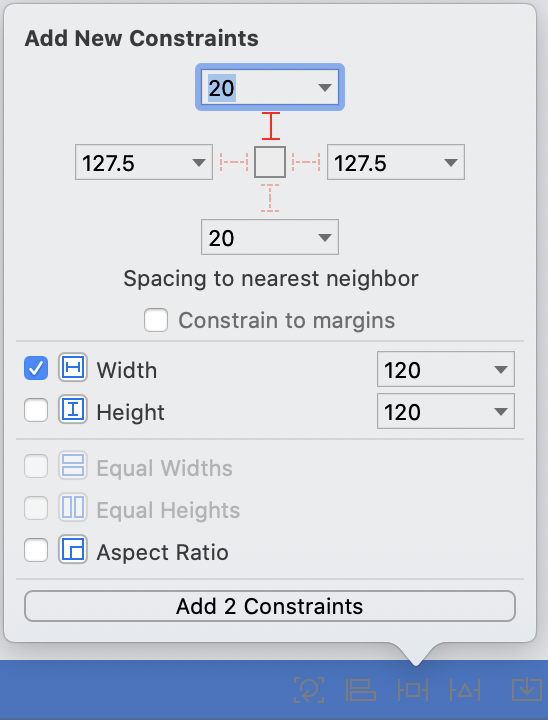 Add New Constraints
20
127.5 127.5
20
Spacing to nearest neighbor
Constrain to margins
Width 120
Height 120
Equal Widths
Equal Heights
Aspect Ratio
Add 2 Constraints